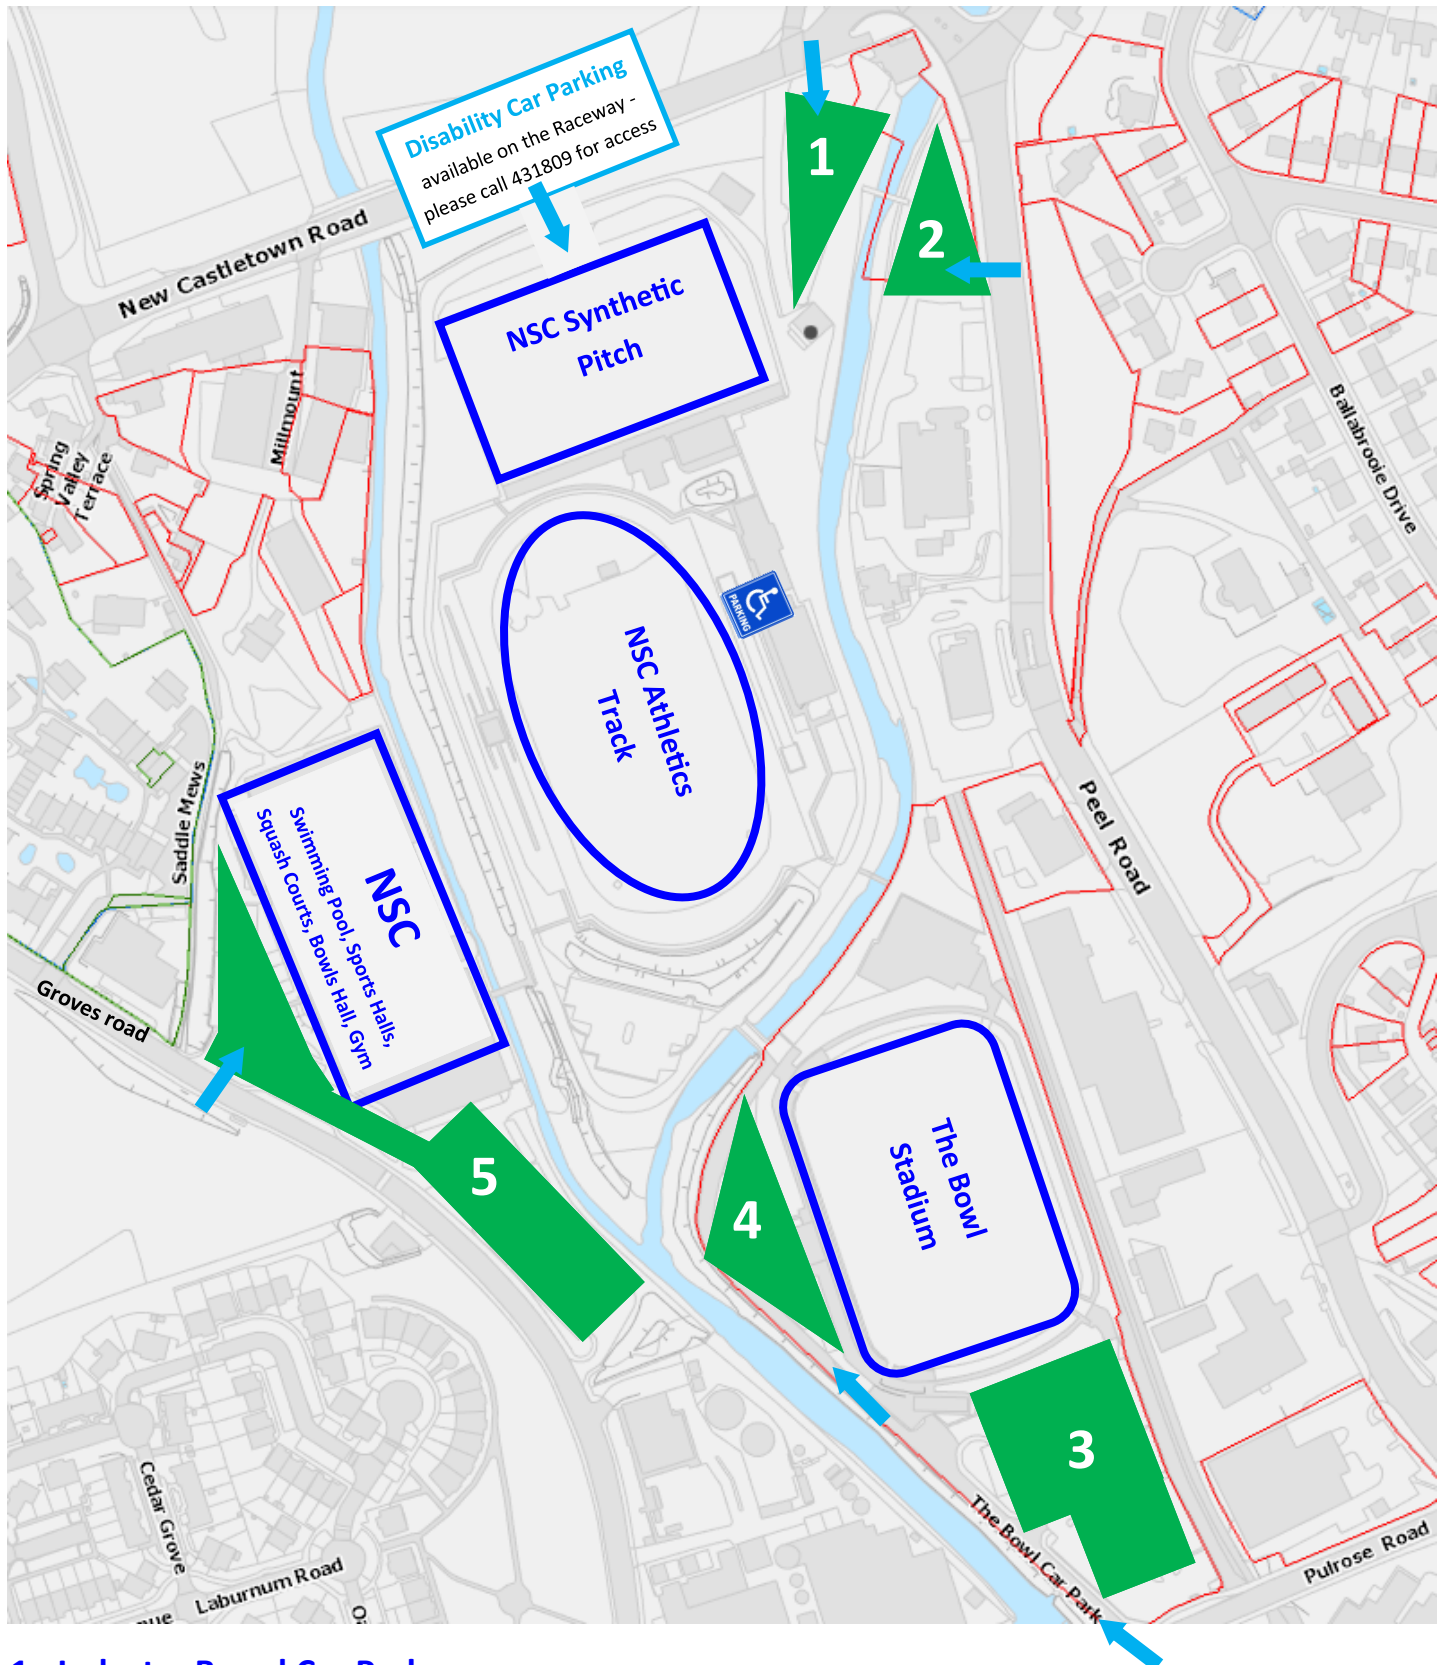 Disability Car Parking
available on the Raceway -
please call 431809 for access
1
2
New Castletown Road
NSC Synthetic
Pitch
Millmount
Spring
Valley
Terrace
Ballabrooie Drive
PARKING
NSC Athletics
Track
Saddle Mews
Peel Road
NSC
Swimming Pool, Sports Halls,
Squash Courts, Bowls Hall, Gym
Groves road
5
4
The Bowl
Stadium
3
The Bowl Car Park
Pulrose Road
Cedar Grove
Laburnum Road